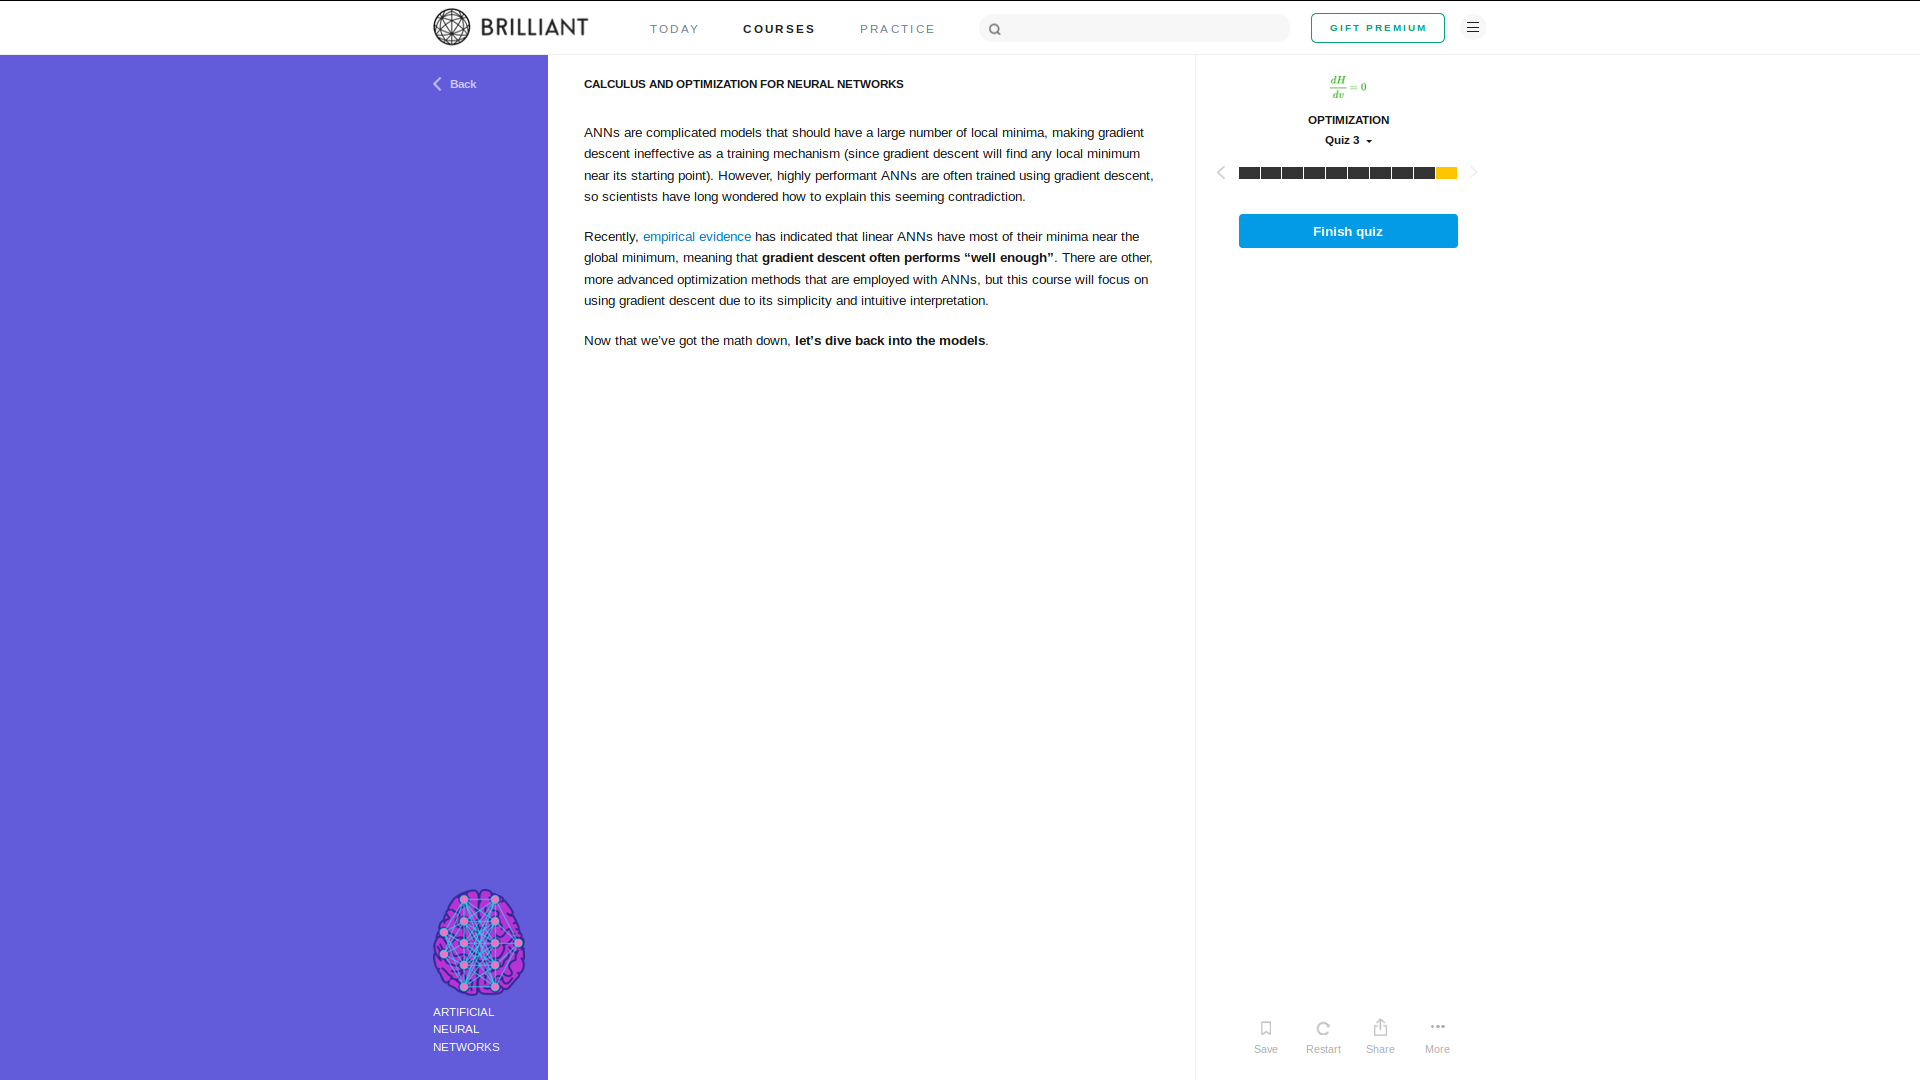 BRILLIANT
TODAY
COURSES
PRACTICE
GIFT PREMIUM
Back
CALCULUS AND OPTIMIZATION FOR NEURAL NETWORKS
ANNs are complicated models that should have a large number of local minima, making gradient
descent ineffective as a training mechanism (since gradient descent will find any local minimum
near its starting point). However, highly performant ANNs are often trained using gradient descent,
so scientists have long wondered how to explain this seeming contradiction.
Recently, empirical evidence has indicated that linear ANNs have most of their minima near the
global minimum, meaning that gradient descent often performs “well enough”. There are other,
more advanced optimization methods that are employed with ANNs, but this course will focus on
using gradient descent due to its simplicity and intuitive interpretation.
Now that we’ve got the math down, let’s dive back into the models.
dH
dv
= 0
OPTIMIZATION
Quiz 3
Finish quiz
ARTIFICIAL
NEURAL
NETWORKS
Save
Restart
Share
More